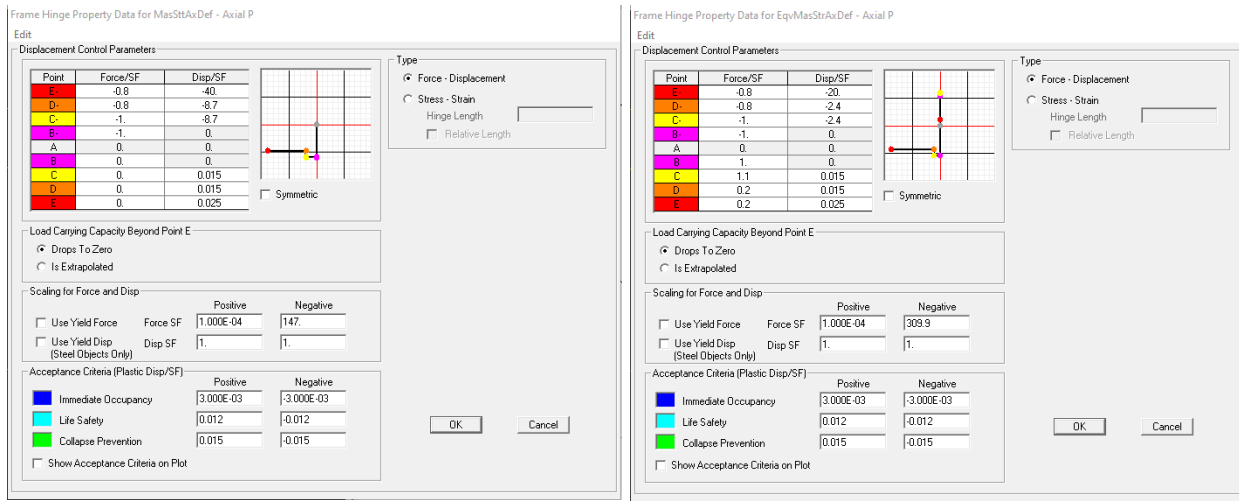 Frame Hinge Property Data for MasSttAxDef - Axial P
Edit
Displacement Control Parameters
Point Force/SF Disp/SF
E- -0.8 -40.
D- -0.8 -8.7
C- -1. -8.7
B- -1. 0.
A 0. 0.
B 0. 0.
C 0. 0.015
D 0. 0.015
E 0. 0.025
Symmetric
Type
Force - Displacement
Stress - Strain
Hinge Length
Relative Length
Load Carrying Capacity Beyond Point E
Drops To Zero
Is Extrapolated
Scaling for Force and Disp
Positive Negative
Use Yield Force Force SF 1.000E-04 147.
Use Yield Disp Disp SF 1. 1.
(Steel Objects Only)
Acceptance Criteria (Plastic Disp/SF)
Positive Negative
Immediate Occupancy 3.000E-03 -3.000E-03
Life Safety 0.012 -0.012
Collapse Prevention 0.015 -0.015
Show Acceptance Criteria on Plot
OK Cancel
Frame Hinge Property Data for EqvMasStrAxDef - Axial P
Edit
Displacement Control Parameters
Point Force/SF Disp/SF
E- -0.8 -20.
D- -0.8 -2.4
C- -1. -2.4
B- -1. 0.
A 0. 0.
B 1. 0.
C 1.1 0.015
D 0.2 0.015
E 0.2 0.025
Symmetric
Type
Force - Displacement
Stress - Strain
Hinge Length
Relative Length
Load Carrying Capacity Beyond Point E
Drops To Zero
Is Extrapolated
Scaling for Force and Disp
Positive Negative
Use Yield Force Force SF 1.000E-04 309.9
Use Yield Disp Disp SF 1. 1.
(Steel Objects Only)
Acceptance Criteria (Plastic Disp/SF)
Positive Negative
Immediate Occupancy 3.000E-03 -3.000E-03
Life Safety 0.012 -0.012
Collapse Prevention 0.015 -0.015
Show Acceptance Criteria on Plot
OK Cancel